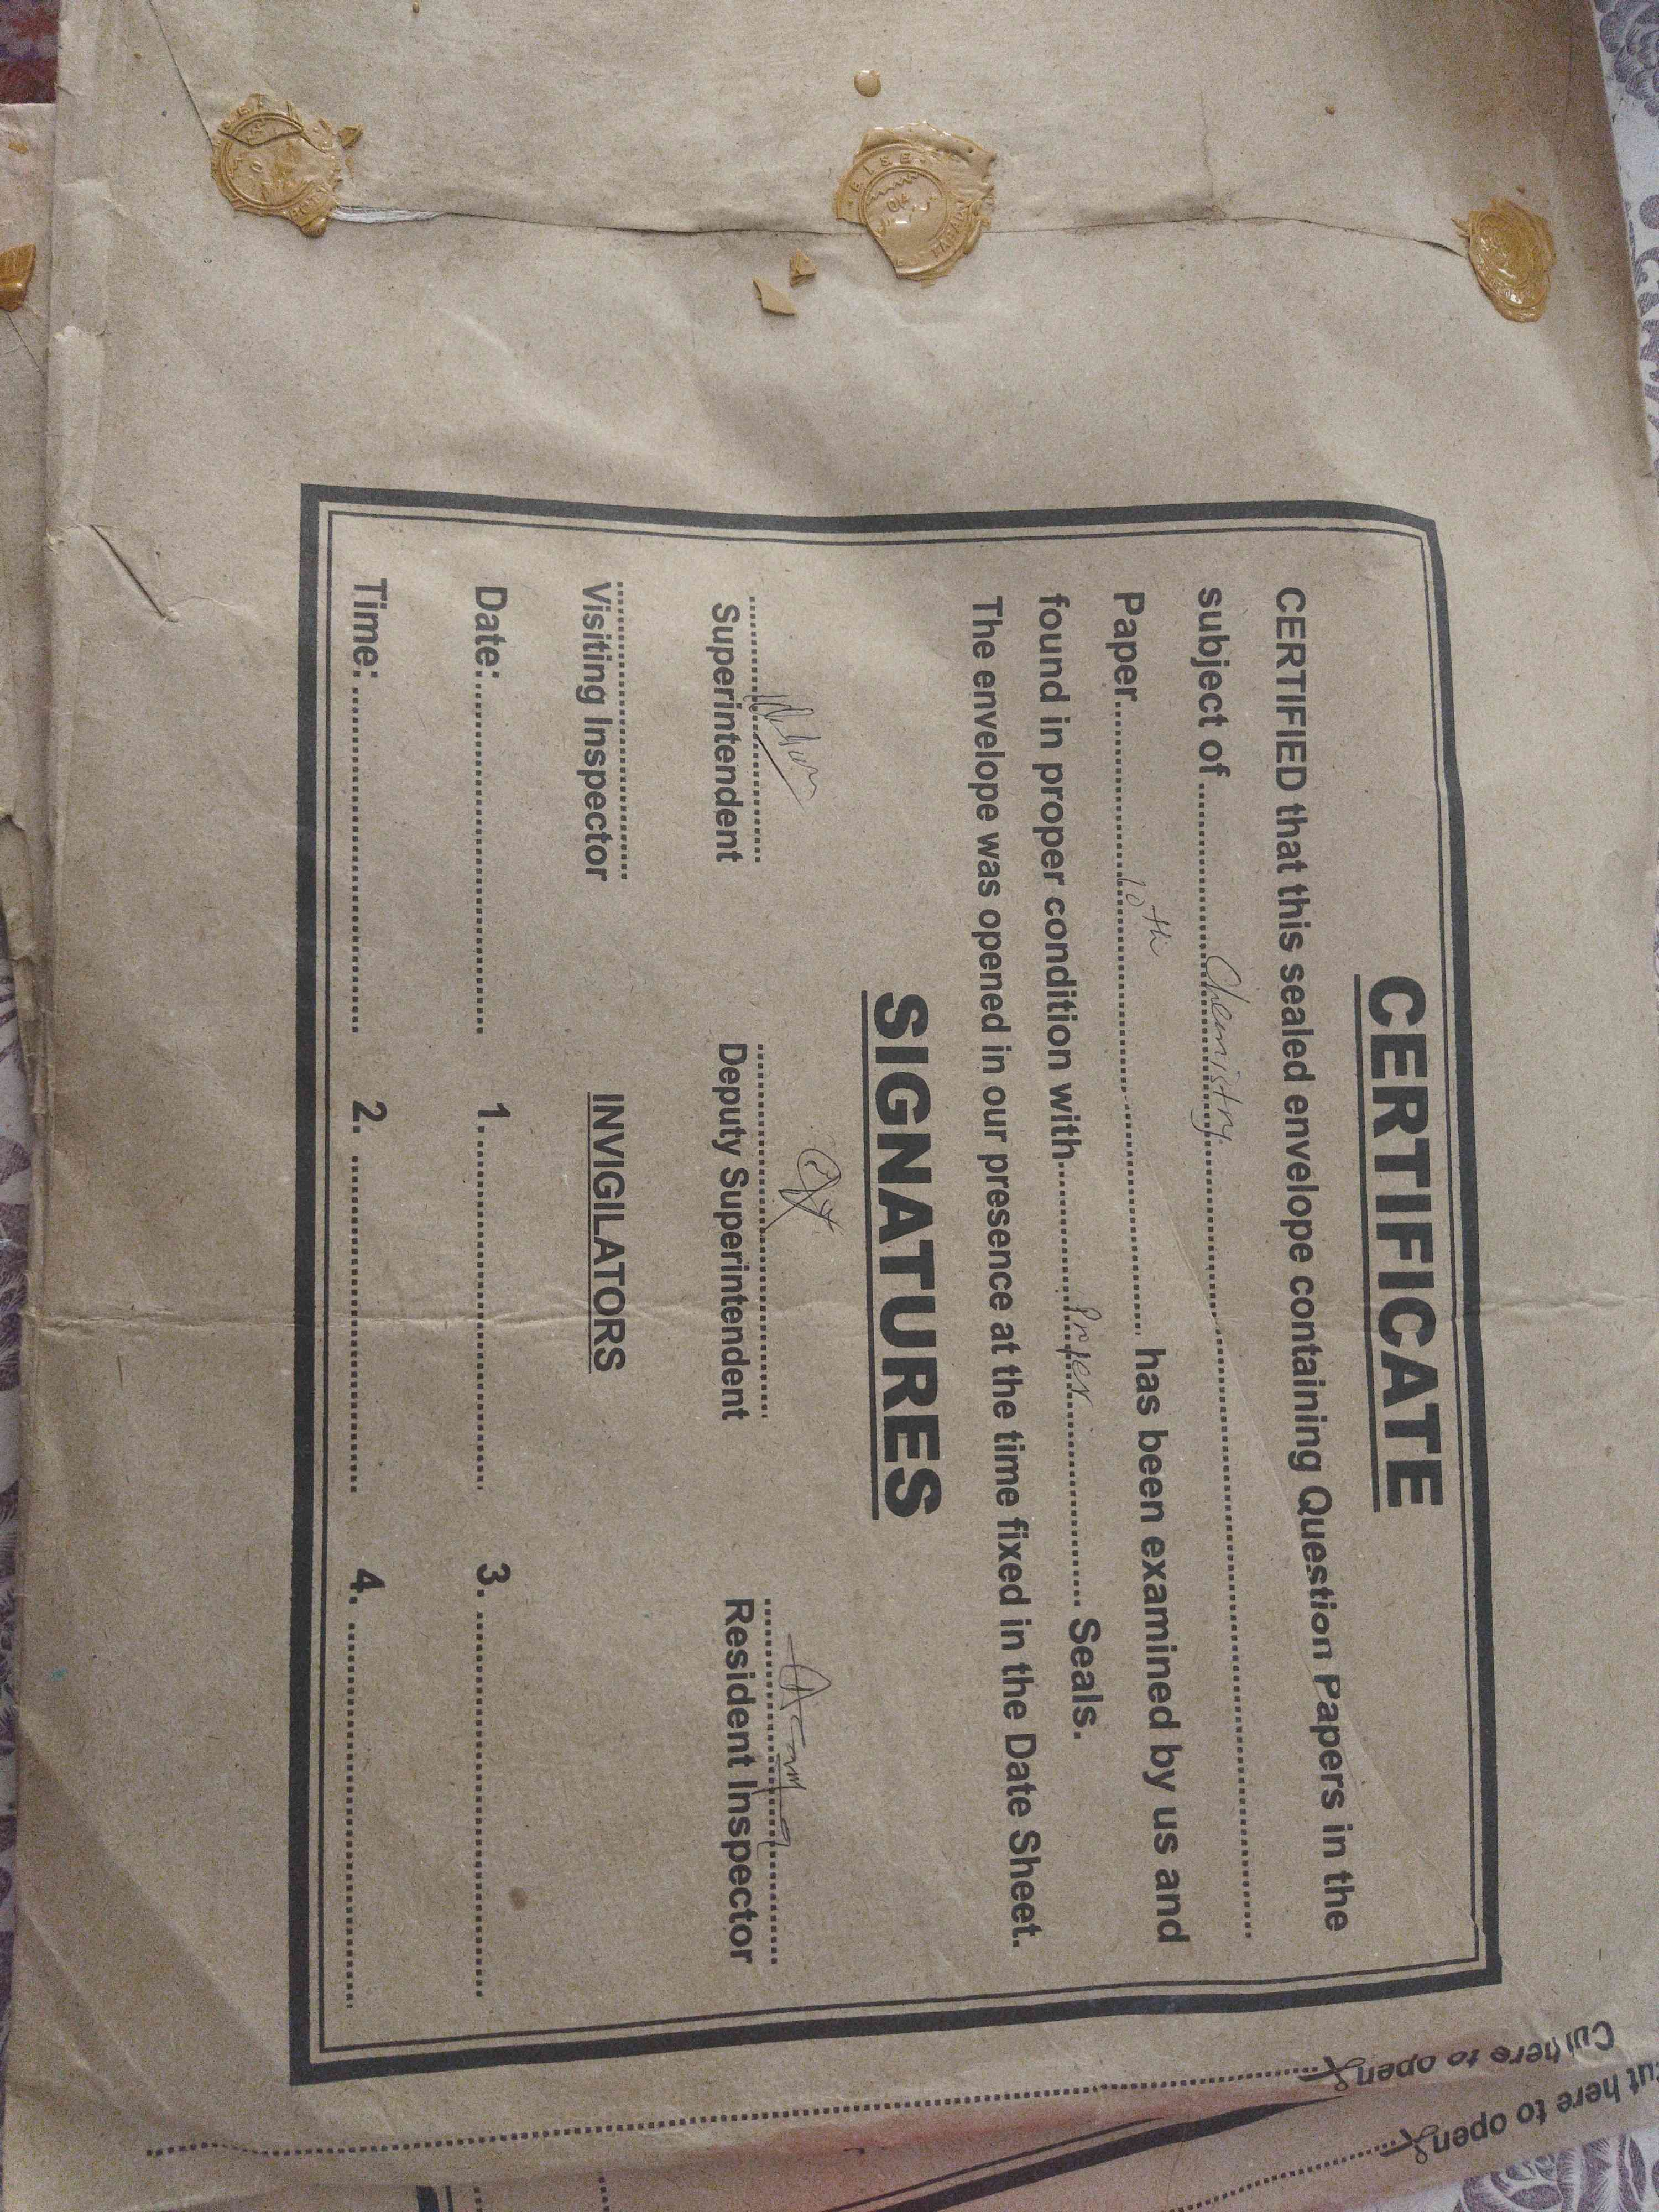 CERTIFICATE
CERTIFIED that this sealed envelope containing Question Papers in the
subject of ........ Chemistry ........
Paper ........ 10th ........ has been examined by us and
found in proper condition with ........ Proper ........ Seals.
The envelope was opened in our presence at the time fixed in the Date Sheet.
SIGNATURES
Superintendent Deputy Superintendent Resident Inspector
Visiting Inspector INVIGILATORS
Date: ........ 1. ........ 3. ........
Time: ........ 2. ........ 4. ........
Cut here to open
cut here to open
B.I.S.E.
04